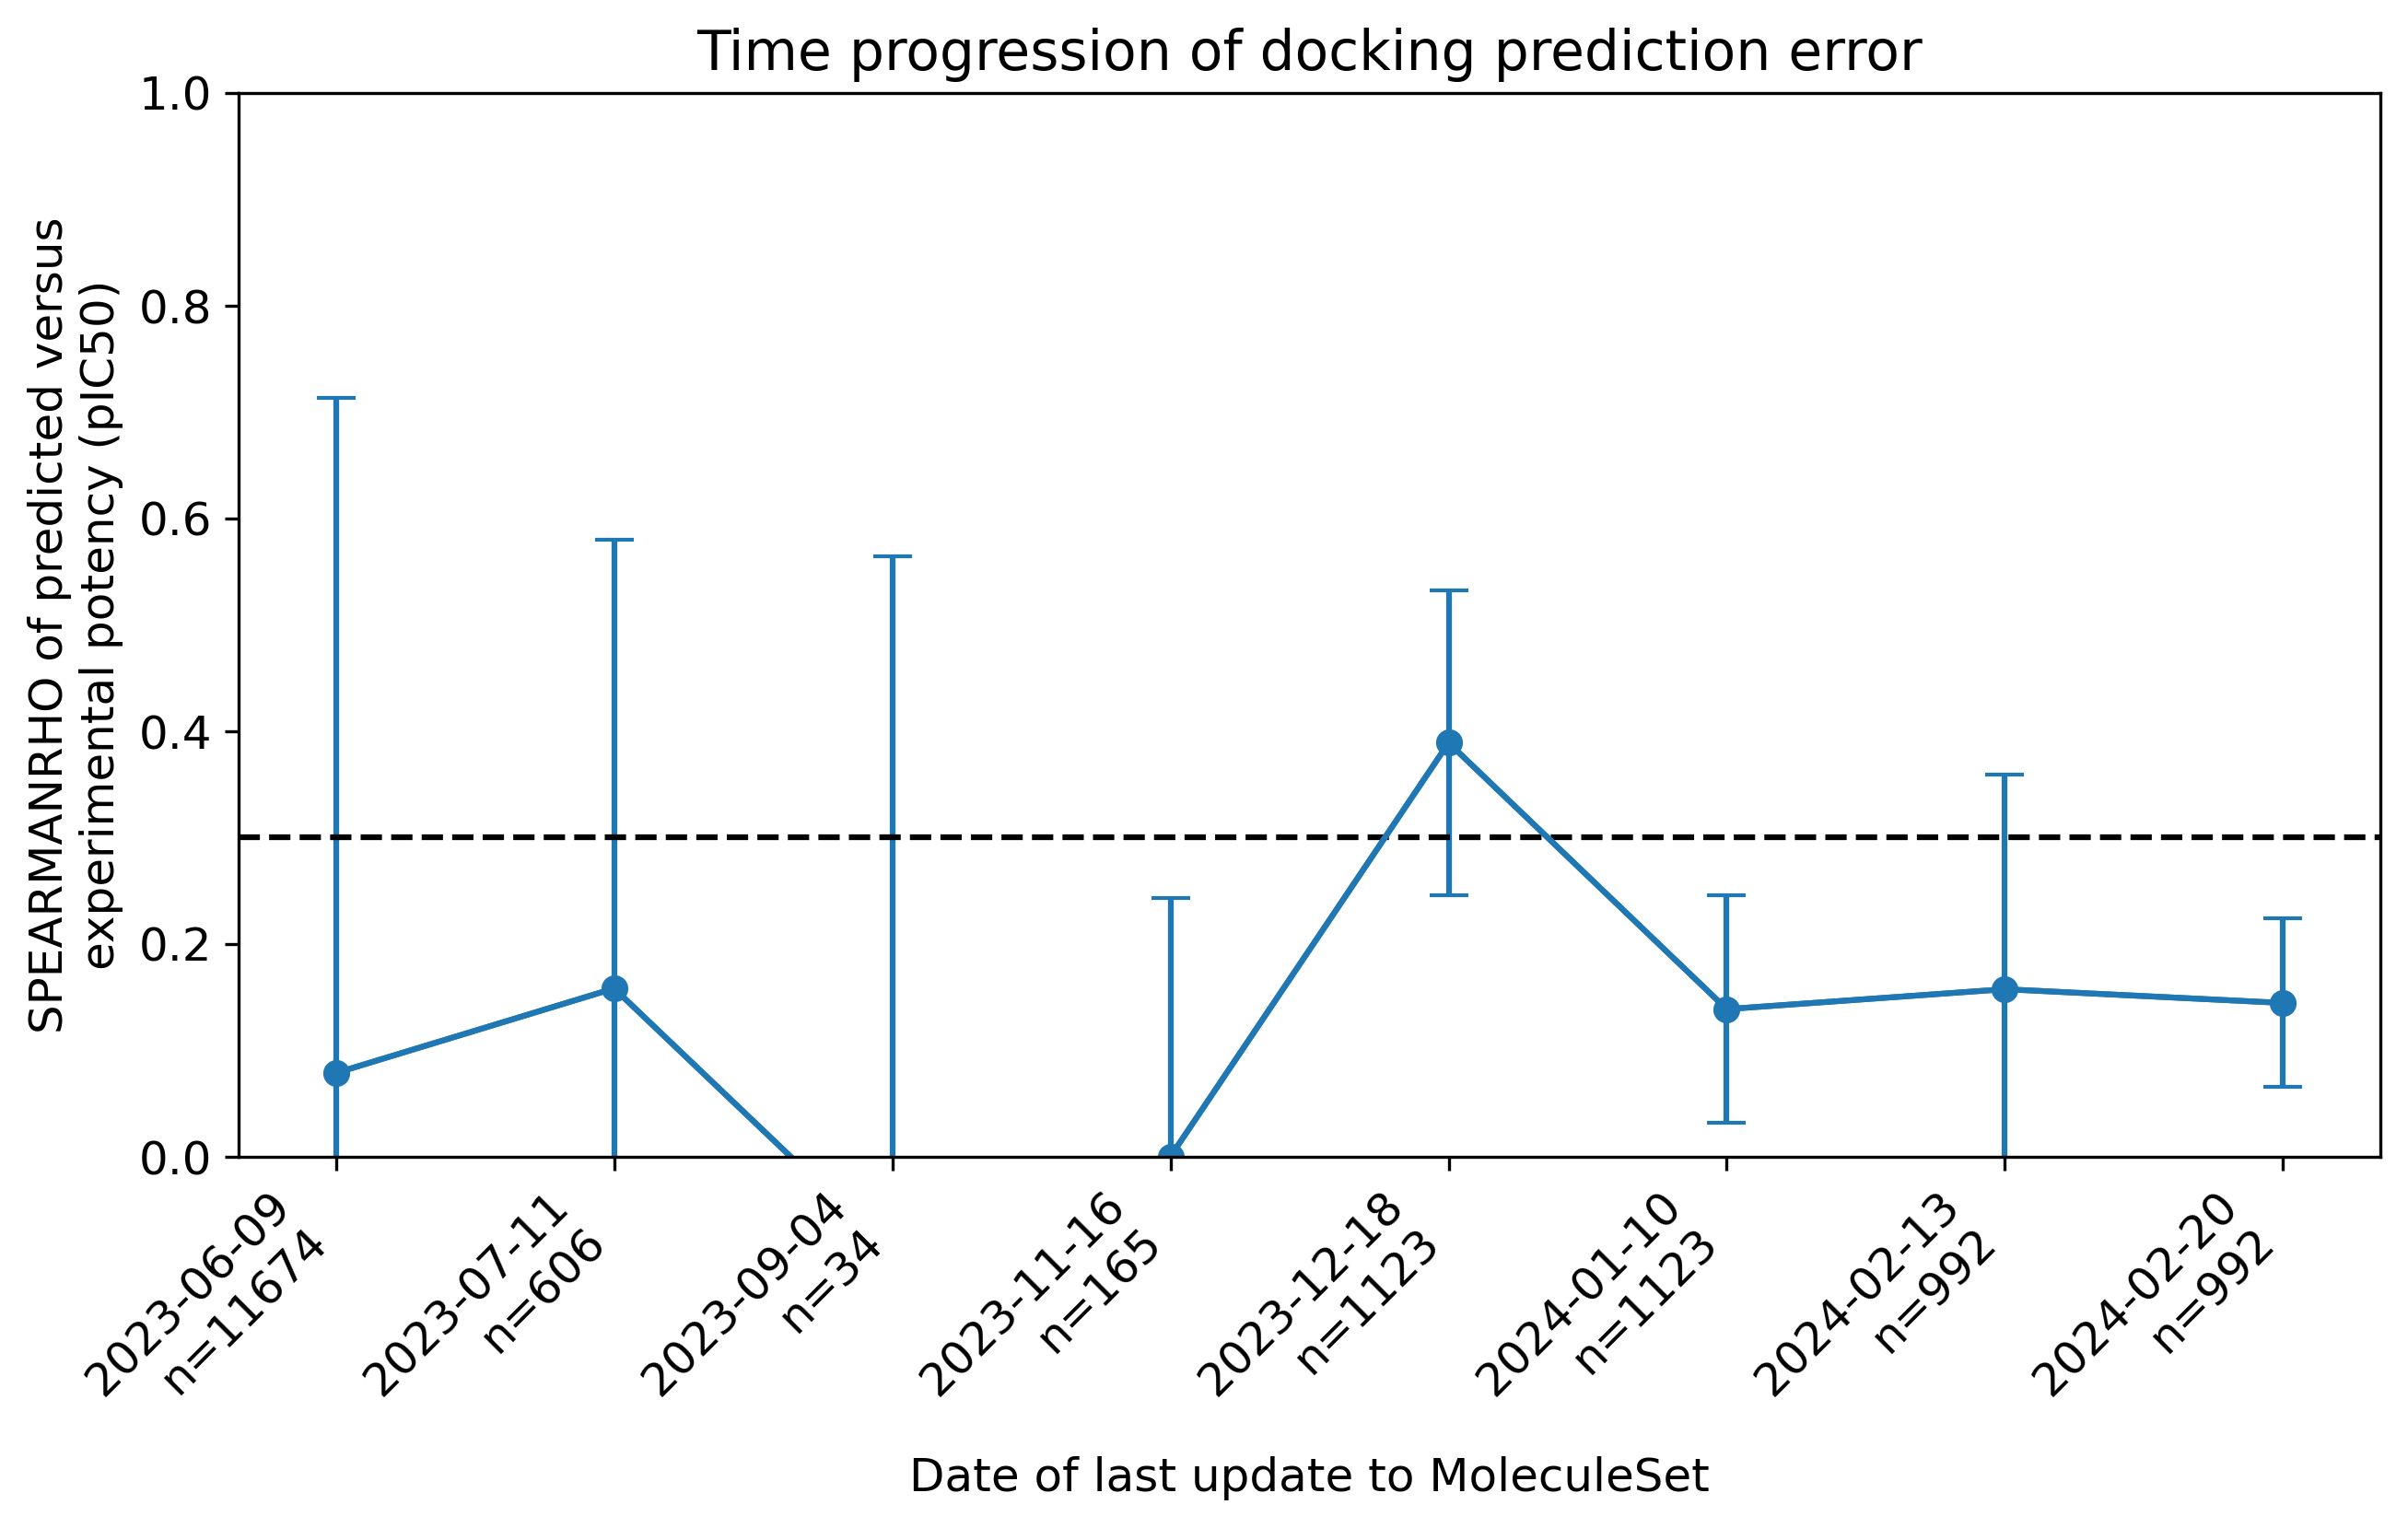 Time progression of docking prediction error
SPEARMANRHO of predicted versus
experimental potency (pIC50)
1.0
0.8
0.6
0.4
0.2
0.0
2023-06-09
n=11674
2023-07-11
n=606
2023-09-04
n=34
2023-11-16
n=165
2023-12-18
n=1123
2024-01-10
n=1123
2024-02-13
n=992
2024-02-20
n=992
Date of last update to MoleculeSet